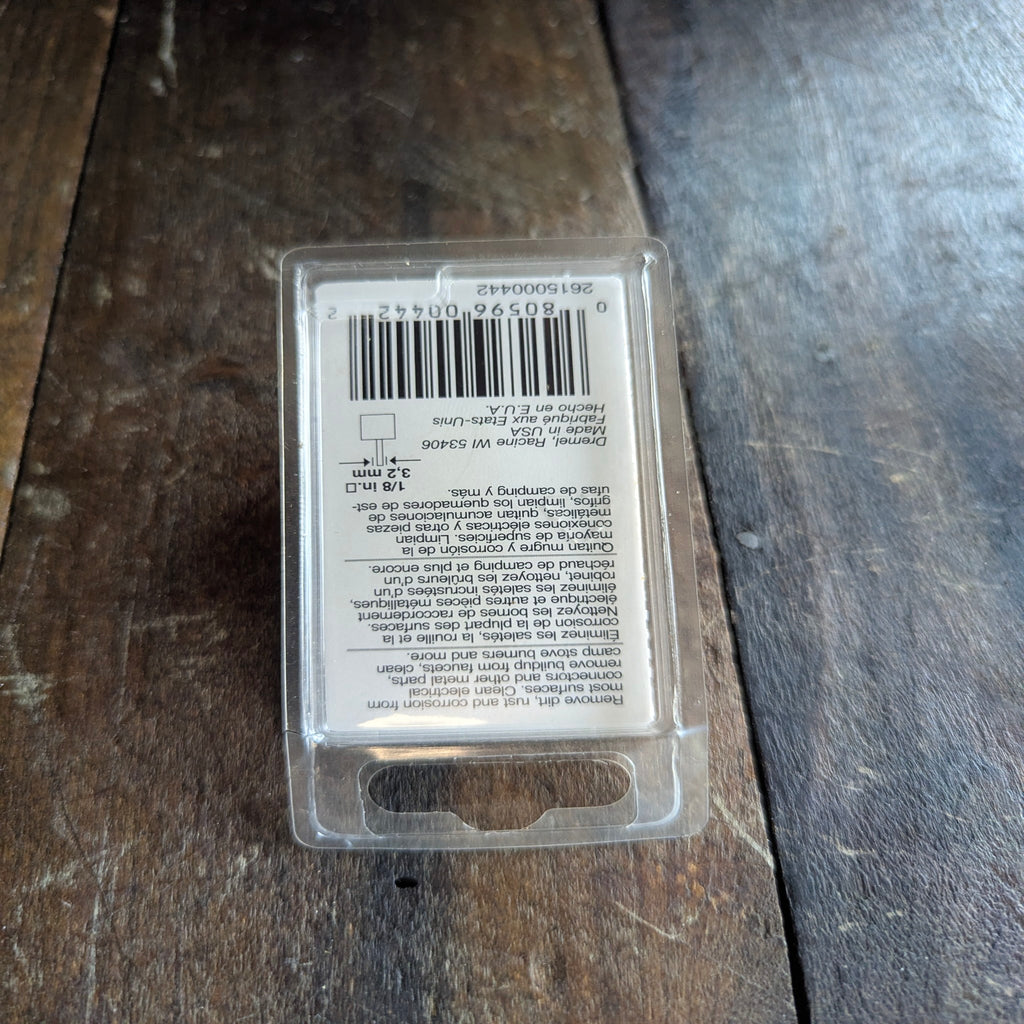 Remove dirt, rust and corrosion from
most surfaces. Clean electrical
connectors and other metal parts,
remove buildup from faucets, clean
camp stove burners and more.
Éliminez les saletés, la rouille et la
corrosion de la plupart des surfaces.
Nettoyez les bornes de raccordement
électrique et autres pièces métalliques,
éliminez les saletés incrustées d'un
robinet, nettoyez les brûleurs d'un
réchaud de camping et plus encore.
Quitan mugre y corrosión de la
mayoría de superficies. Limpian
conexiones eléctricas y otras piezas
metálicas, quitan acumulaciones de
grifos, limpian los quemadores de est-
ufas de camping y más.
1/8 in.
3,2 mm
Dremel, Racine WI 53406
Made in USA
Fabriqué aux Etats-Unis
Hecho en E.U.A.
0 80596 00442 2
2615000442